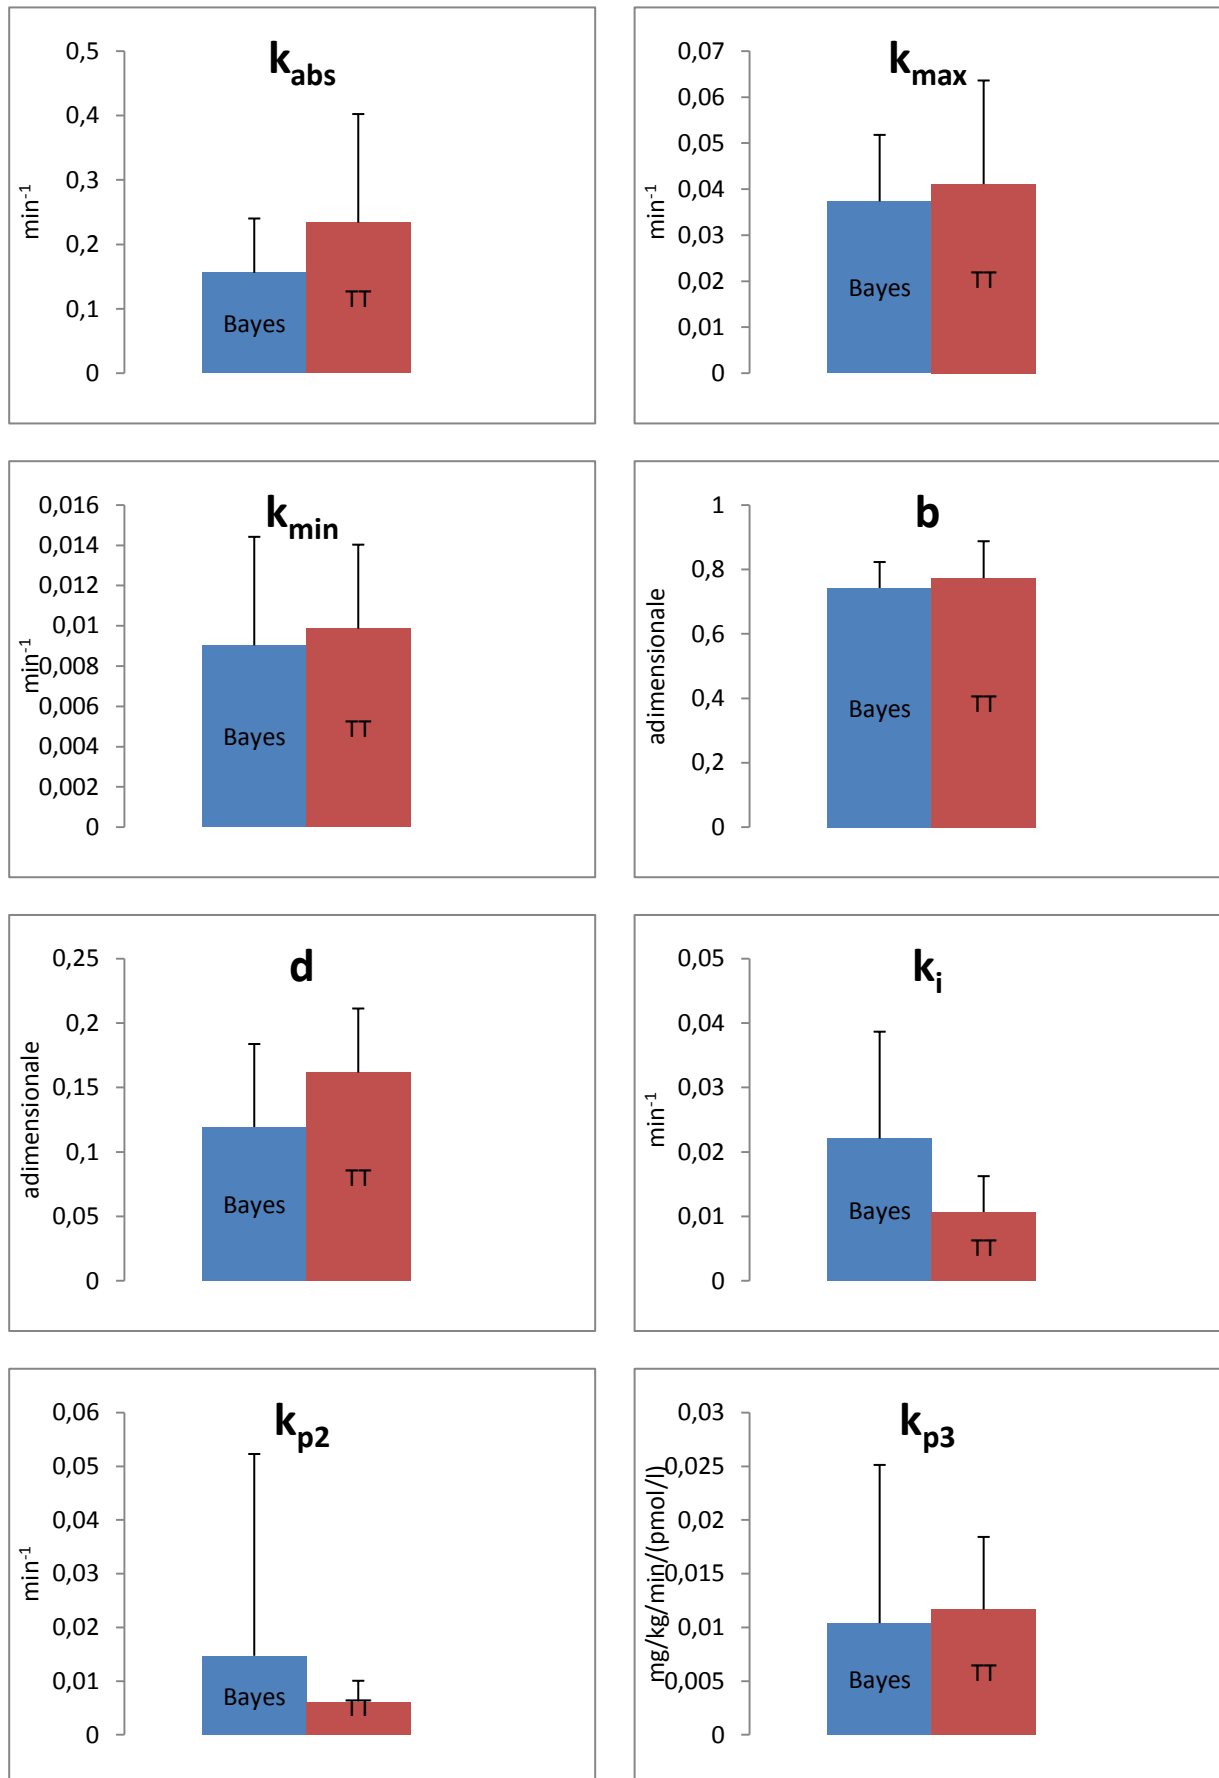 k_abs
min⁻¹
0,5
0,4
0,3
0,2
0,1
0
Bayes
TT
k_max
min⁻¹
0,07
0,06
0,05
0,04
0,03
0,02
0,01
0
Bayes
TT
k_min
min⁻¹
0,016
0,014
0,012
0,01
0,008
0,006
0,004
0,002
0
Bayes
TT
b
adimensionale
1
0,8
0,6
0,4
0,2
0
Bayes
TT
d
adimensionale
0,25
0,2
0,15
0,1
0,05
0
Bayes
TT
k_i
min⁻¹
0,05
0,04
0,03
0,02
0,01
0
Bayes
TT
k_p2
min⁻¹
0,06
0,05
0,04
0,03
0,02
0,01
0
Bayes
TT
k_p3
mg/kg/min/(pmol/l)
0,03
0,025
0,02
0,015
0,01
0,005
0
Bayes
TT